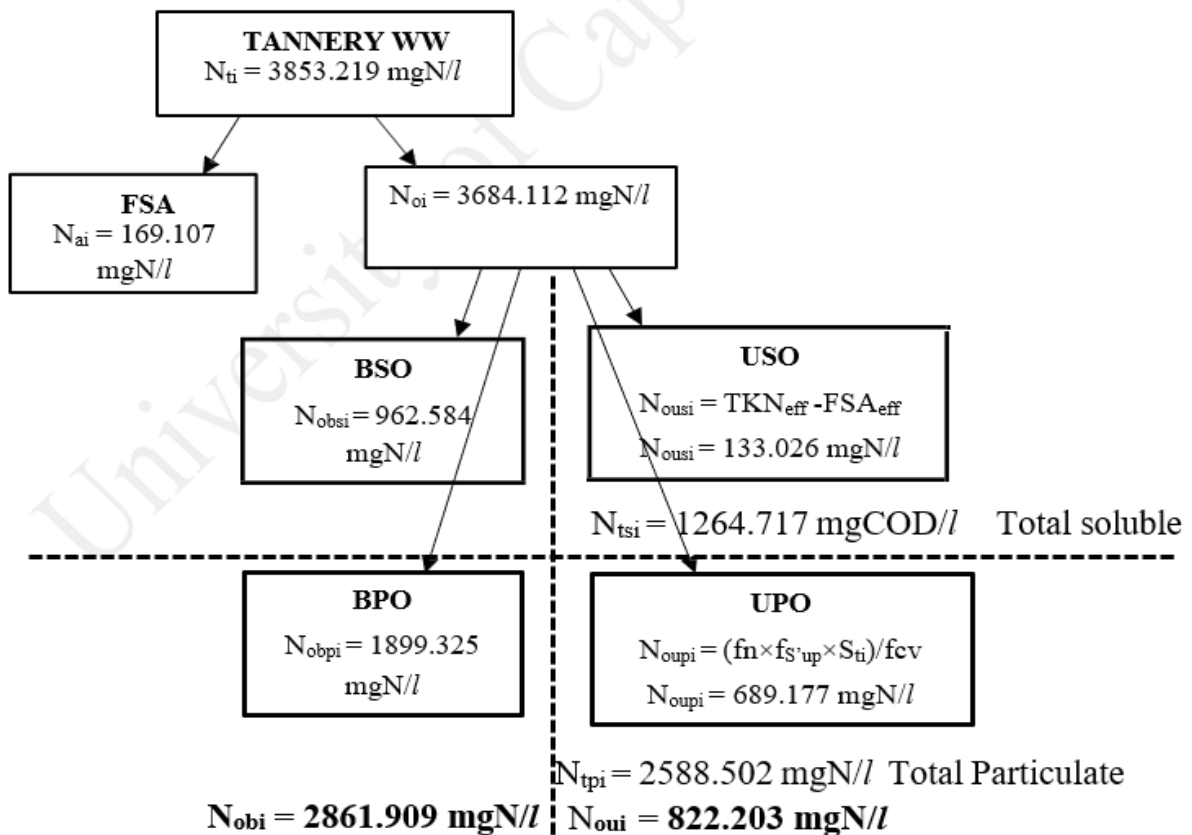 University of Cap
TANNERY WW
Nti = 3853.219 mgN/l
FSA
Nai = 169.107
mgN/l
Noi = 3684.112 mgN/l
BSO
Nobsi = 962.584
mgN/l
USO
Nousi = TKNeff -FSAeff
Nousi = 133.026 mgN/l
Ntsi = 1264.717 mgCOD/l Total soluble
BPO
Nobpi = 1899.325
mgN/l
UPO
Noupi = (fn×fS'up×Sti)/fcv
Noupi = 689.177 mgN/l
Ntpi = 2588.502 mgN/l Total Particulate
Nobi = 2861.909 mgN/l Noui = 822.203 mgN/l